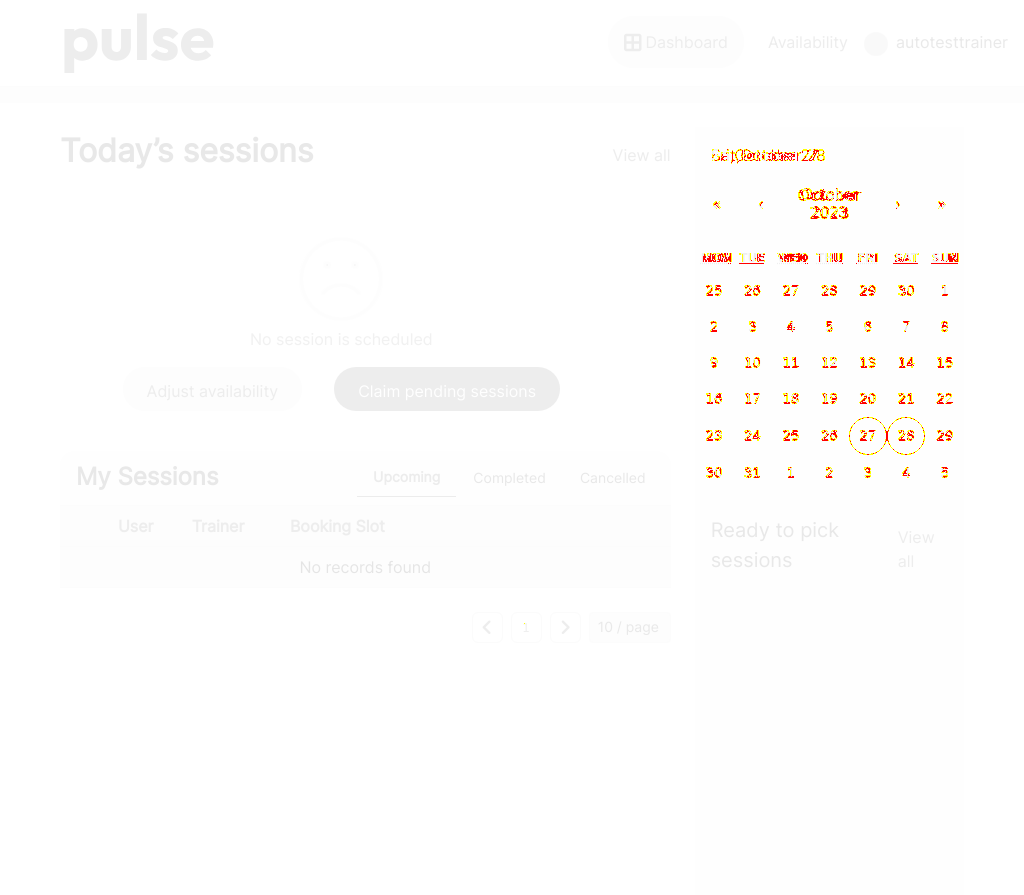 pulse
Dashboard
Availability
autotesttrainer
Today's sessions
View all
No session is scheduled
Adjust availability
Claim pending sessions
My Sessions
Upcoming
Completed
Cancelled
User
Trainer
Booking Slot
No records found
1
10 / page
October
2023
MON TUE WED THU FRI SAT SUN
25 26 27 28 29 30 1
2 3 4 5 6 7 8
9 10 11 12 13 14 15
16 17 18 19 20 21 22
23 24 25 26 27 28 29
30 31 1 2 3 4 5
Ready to pick
sessions
View
all